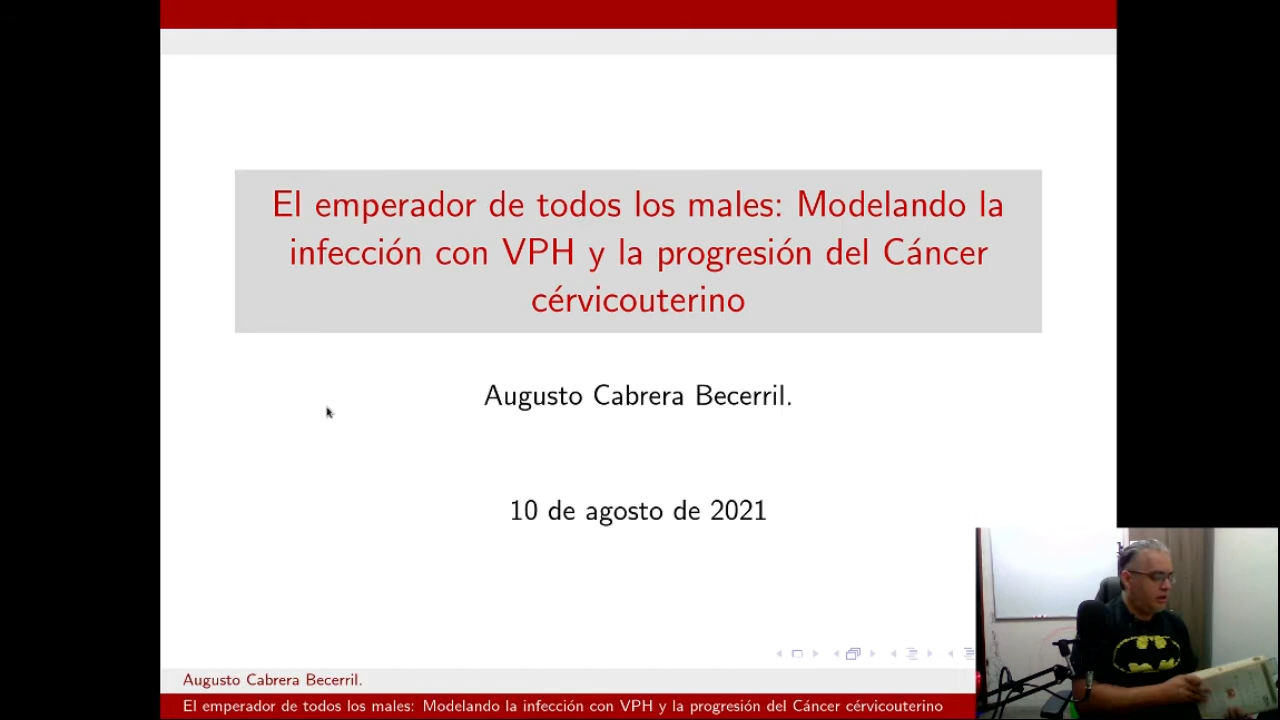 El emperador de todos los males: Modelando la
infección con VPH y la progresión del Cáncer
cérvicouterino
Augusto Cabrera Becerril.
10 de agosto de 2021
Augusto Cabrera Becerril.
El emperador de todos los males: Modelando la infección con VPH y la progresión del Cáncer cérvicouterino